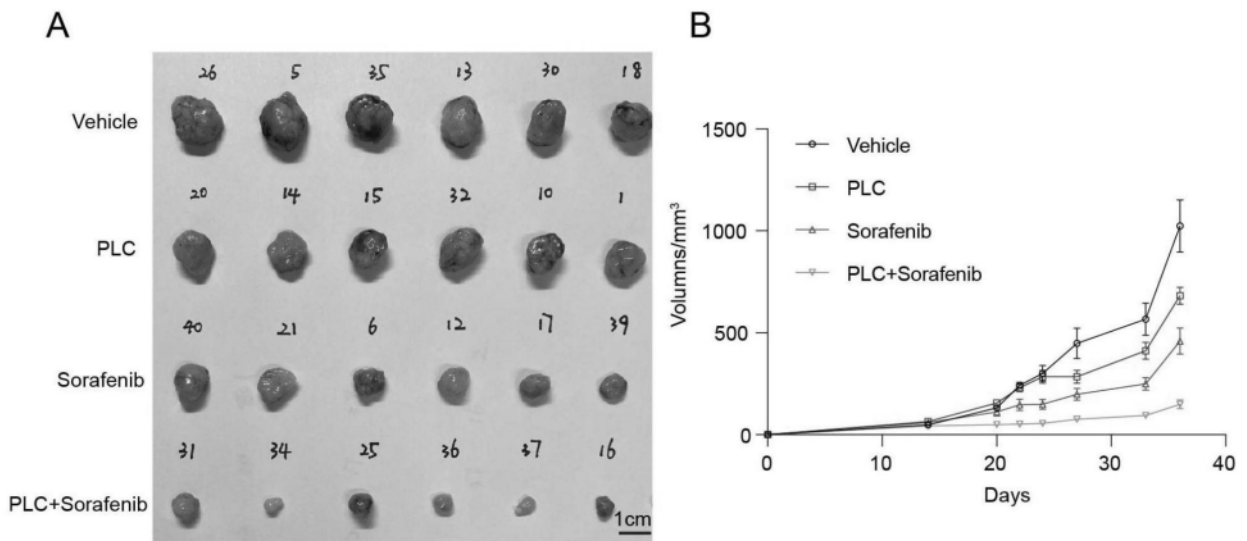 A
26 5 35 13 30 18
Vehicle
20 14 15 32 10 1
PLC
40 21 6 12 17 39
Sorafenib
31 34 25 36 37 16
PLC+Sorafenib
1cm
B
1500
1000
500
0
Volumns/mm³
Vehicle
PLC
Sorafenib
PLC+Sorafenib
0 10 20 30 40
Days